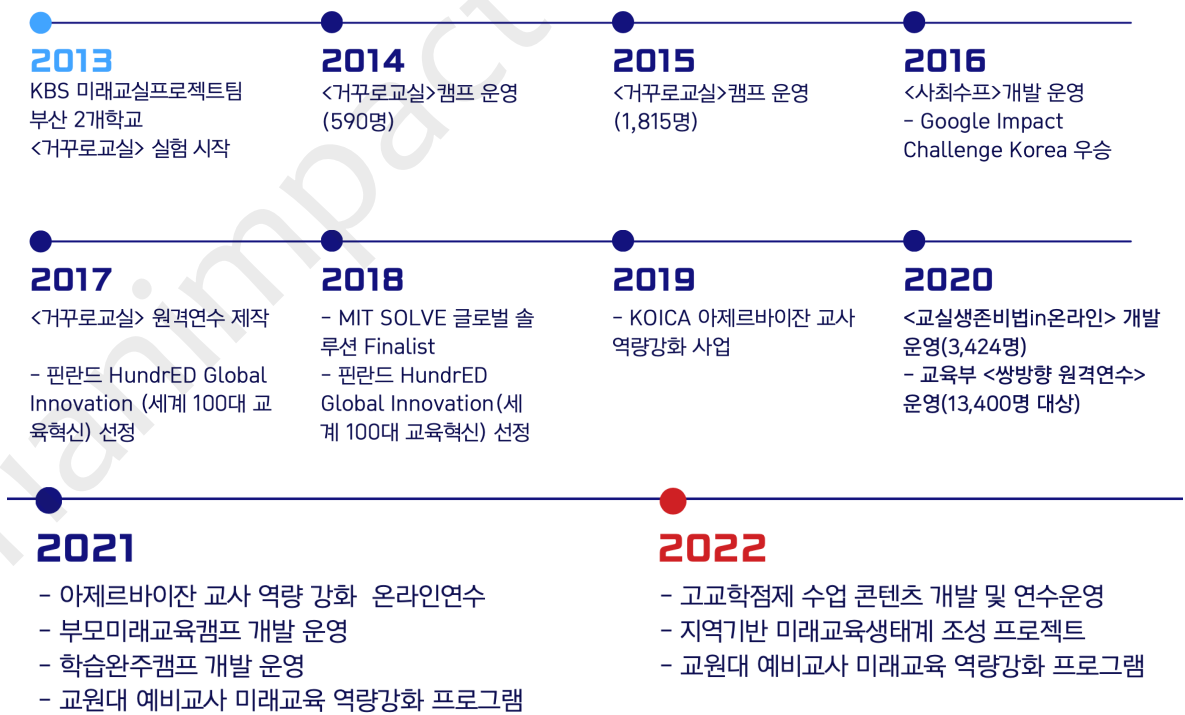 2013
KBS 미래교실프로젝트팀
부산 2개학교
<거꾸로교실> 실험 시작
2014
<거꾸로교실>캠프 운영
(590명)
2015
<거꾸로교실>캠프 운영
(1,815명)
2016
<사최수프>개발 운영
- Google Impact
Challenge Korea 우승
2017
<거꾸로교실> 원격연수 제작
- 핀란드 HundrED Global
Innovation (세계 100대 교
육혁신) 선정
2018
- MIT SOLVE 글로벌 솔
루션 Finalist
- 핀란드 HundrED
Global Innovation(세
계 100대 교육혁신) 선정
2019
- KOICA 아제르바이잔 교사
역량강화 사업
2020
<교실생존비법in온라인> 개발
운영(3,424명)
- 교육부 <쌍방향 원격연수>
운영(13,400명 대상)
2021
- 아제르바이잔 교사 역량 강화  온라인연수
- 부모미래교육캠프 개발 운영
- 학습완주캠프 개발 운영
- 교원대 예비교사 미래교육 역량강화 프로그램
2022
- 고교학점제 수업 콘텐츠 개발 및 연수운영
- 지역기반 미래교육생태계 조성 프로젝트
- 교원대 예비교사 미래교육 역량강화 프로그램
Hanimpact